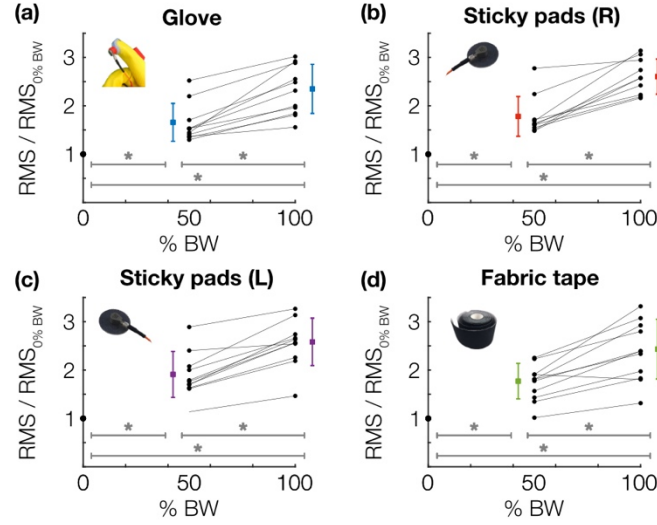 (a) Glove
RMS / RMS0% BW
3
2
1
*
*
*
0 50 100
% BW
(b) Sticky pads (R)
RMS / RMS0% BW
3
2
1
*
*
*
0 50 100
% BW
(c) Sticky pads (L)
RMS / RMS0% BW
3
2
1
*
*
*
0 50 100
% BW
(d) Fabric tape
RMS / RMS0% BW
3
2
1
*
*
*
0 50 100
% BW